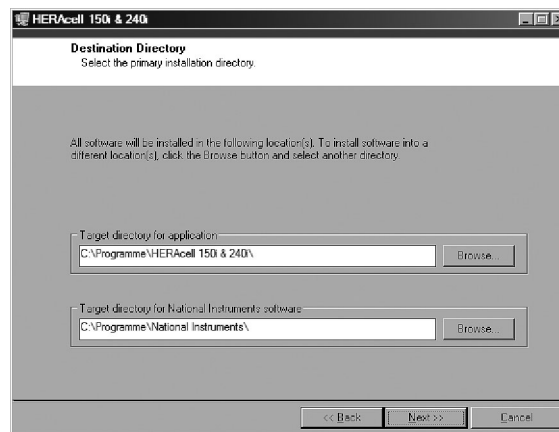 HERAcell 150i & 240i
Destination Directory
Select the primary installation directory.
All software will be installed in the following location(s). To install software into a
different location(s), click the Browse button and select another directory.
Target directory for application
C:\Programme\HERAcell 150i & 240i\
Browse...
Target directory for National Instruments software
C:\Programme\National Instruments\
Browse...
<< Back
Next >>
Cancel